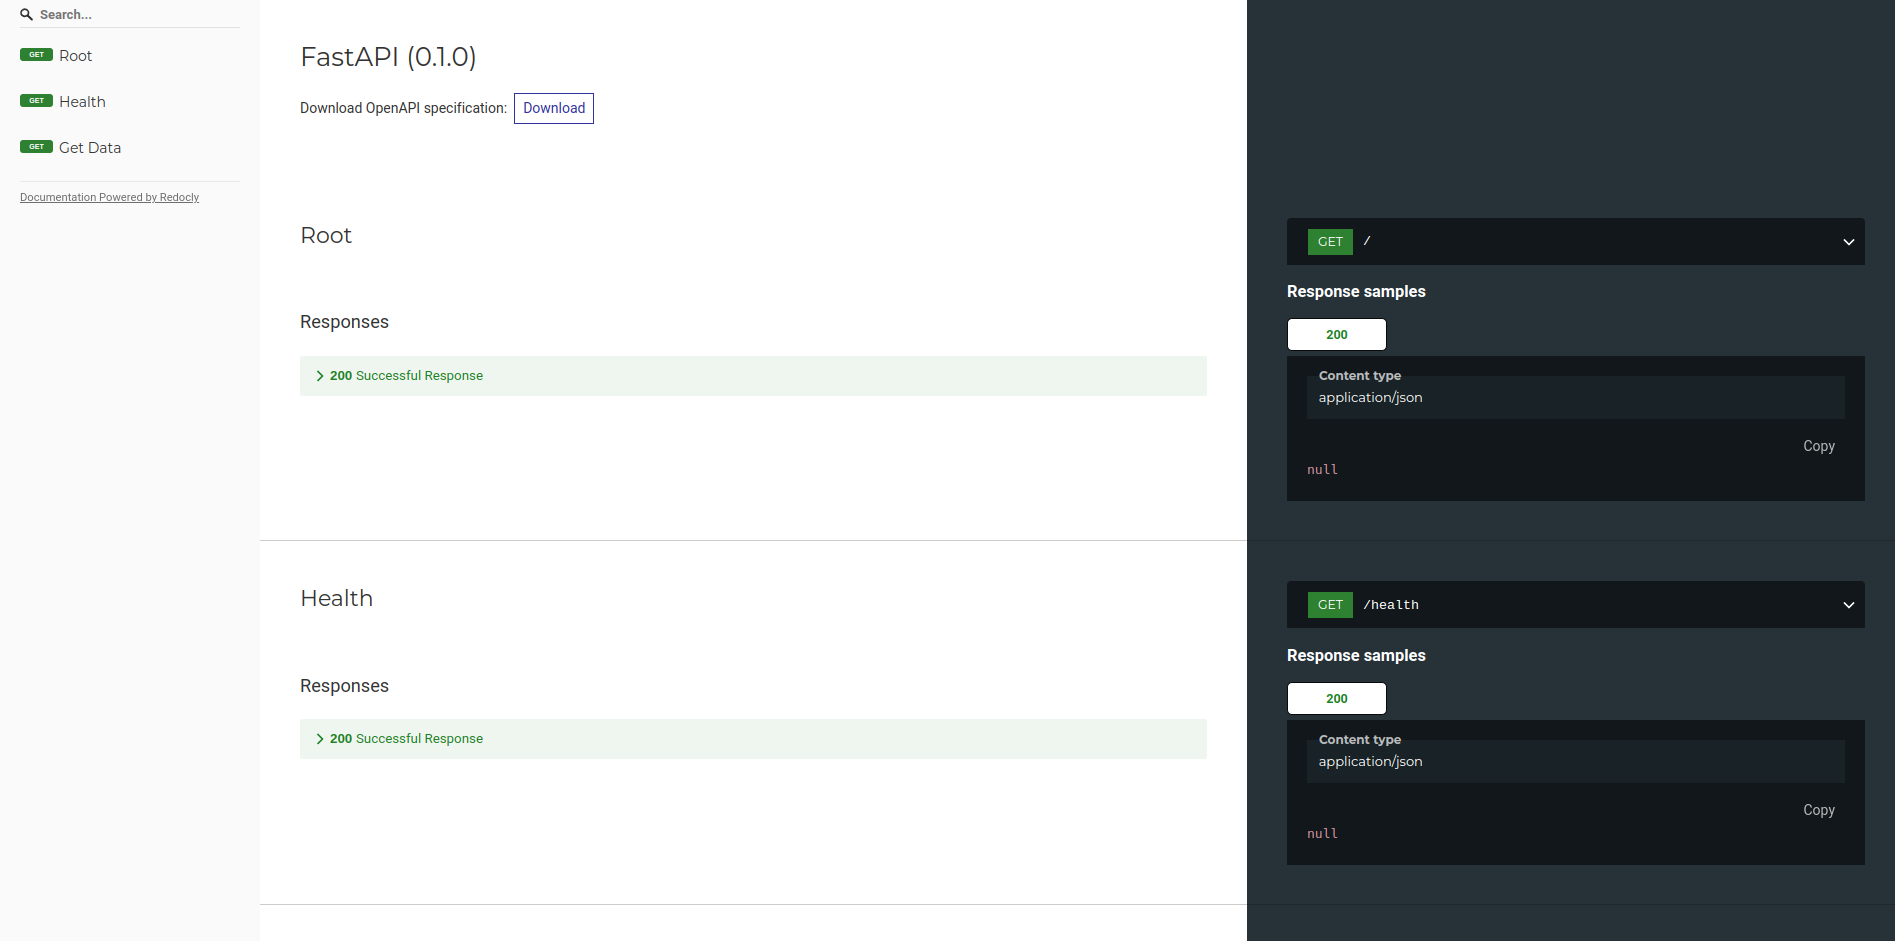 Search...
GET Root
GET Health
GET Get Data
Documentation Powered by Redocly
FastAPI (0.1.0)
Download OpenAPI specification: Download
Root
Responses
200 Successful Response
GET /
Response samples
200
Content type
application/json
Copy
null
Health
Responses
200 Successful Response
GET /health
Response samples
200
Content type
application/json
Copy
null